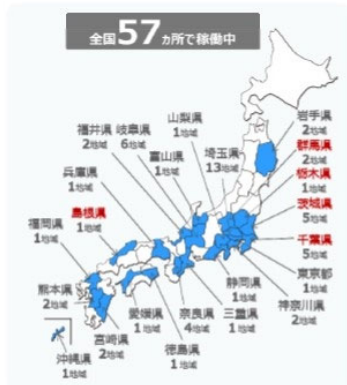 全国57ヵ所で稼働中
山梨県
1地域
岩手県
2地域
福井県
2地域
岐阜県
6地域
群馬県
2地域
富山県
1地域
埼玉県
13地域
栃木県
1地域
兵庫県
1地域
茨城県
5地域
島根県
1地域
千葉県
5地域
福岡県
1地域
東京都
1地域
静岡県
1地域
神奈川県
2地域
熊本県
2地域
愛媛県
1地域
奈良県
4地域
三重県
1地域
宮崎県
2地域
徳島県
1地域
沖縄県
1地域